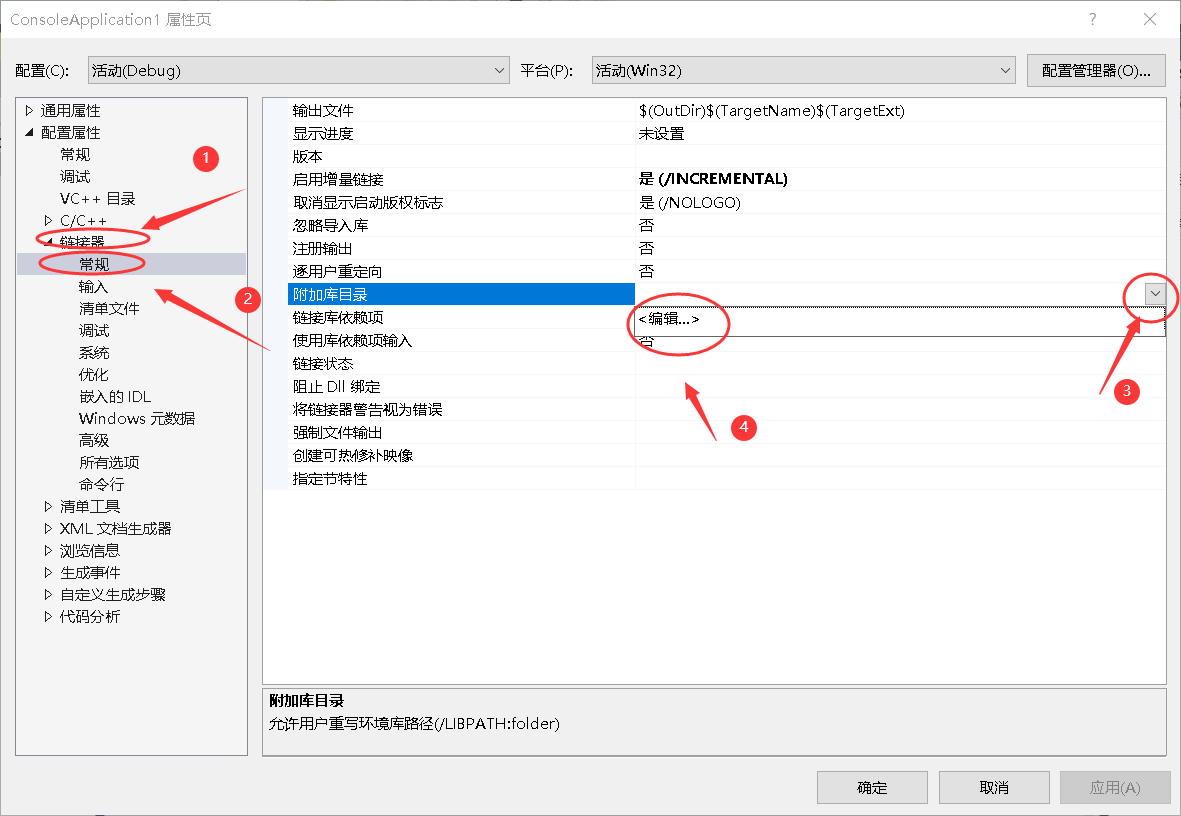 ConsoleApplication1 属性页
配置(C): 活动(Debug) 平台(P): 活动(Win32) 配置管理器(O)...
通用属性
配置属性
常规
调试
VC++ 目录
C/C++
链接器
常规
输入
清单文件
调试
系统
优化
嵌入的 IDL
Windows 元数据
高级
所有选项
命令行
清单工具
XML 文档生成器
浏览信息
生成事件
自定义生成步骤
代码分析
1
2
输出文件 $(OutDir)$(TargetName)$(TargetExt)
显示进度 未设置
版本
启用增量链接 是 (/INCREMENTAL)
取消显示启动版权标志 是 (/NOLOGO)
忽略导入库 否
注册输出 否
逐用户重定向 否
附加库目录
链接库依赖项 <编辑...>
使用库依赖项输入 否
链接状态
阻止 Dll 绑定
将链接器警告视为错误
强制文件输出
创建可热修补映像
指定节特性
3
4
附加库目录
允许用户重写环境库路径(/LIBPATH:folder)
确定 取消 应用(A)